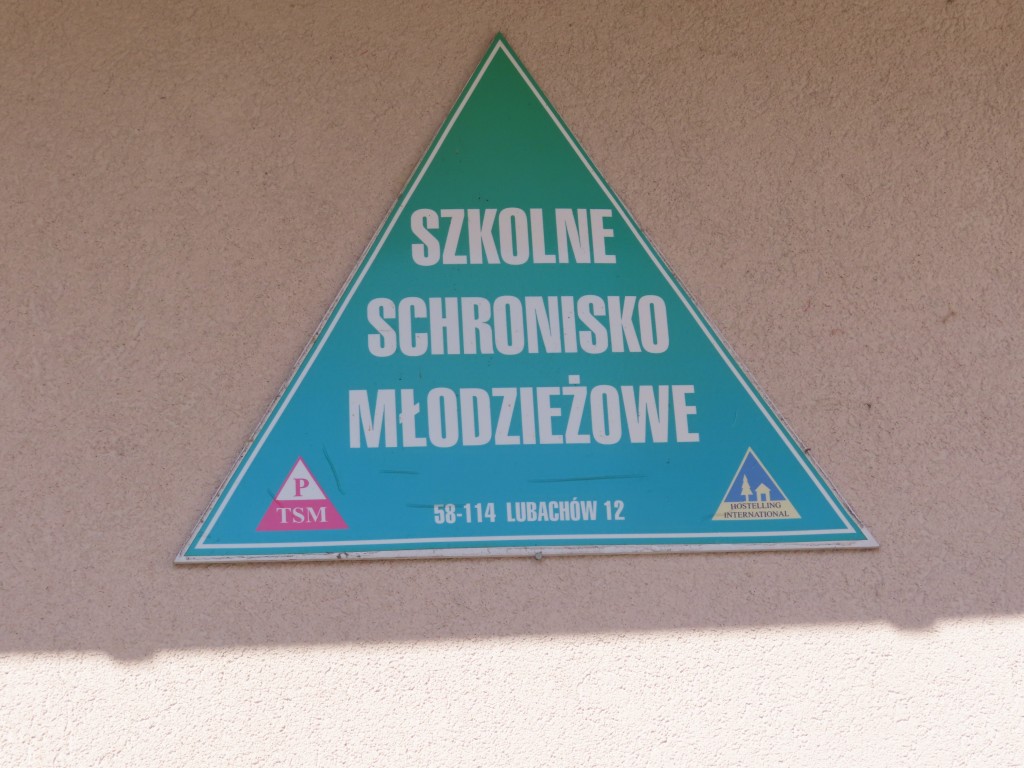 SZKOLNE
SCHRONISKO
MŁODZIEŻOWE
P
TSM
58-114 LUBACHÓW 12
HOSTELLING
INTERNATIONAL